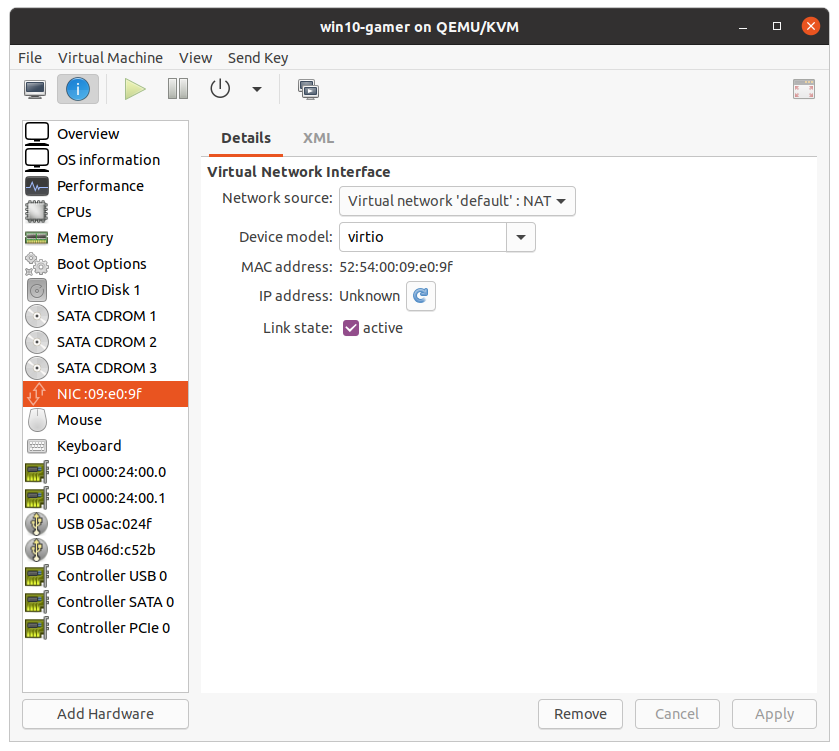 win10-gamer on QEMU/KVM
File Virtual Machine View Send Key
Overview
OS information
Performance
CPUs
Memory
Boot Options
VirtIO Disk 1
SATA CDROM 1
SATA CDROM 2
SATA CDROM 3
NIC :09:e0:9f
Mouse
Keyboard
PCI 0000:24:00.0
PCI 0000:24:00.1
USB 05ac:024f
USB 046d:c52b
Controller USB 0
Controller SATA 0
Controller PCIe 0
Add Hardware
Details XML
Virtual Network Interface
Network source: Virtual network 'default' : NAT
Device model: virtio
MAC address: 52:54:00:09:e0:9f
IP address: Unknown
Link state: active
Remove Cancel Apply